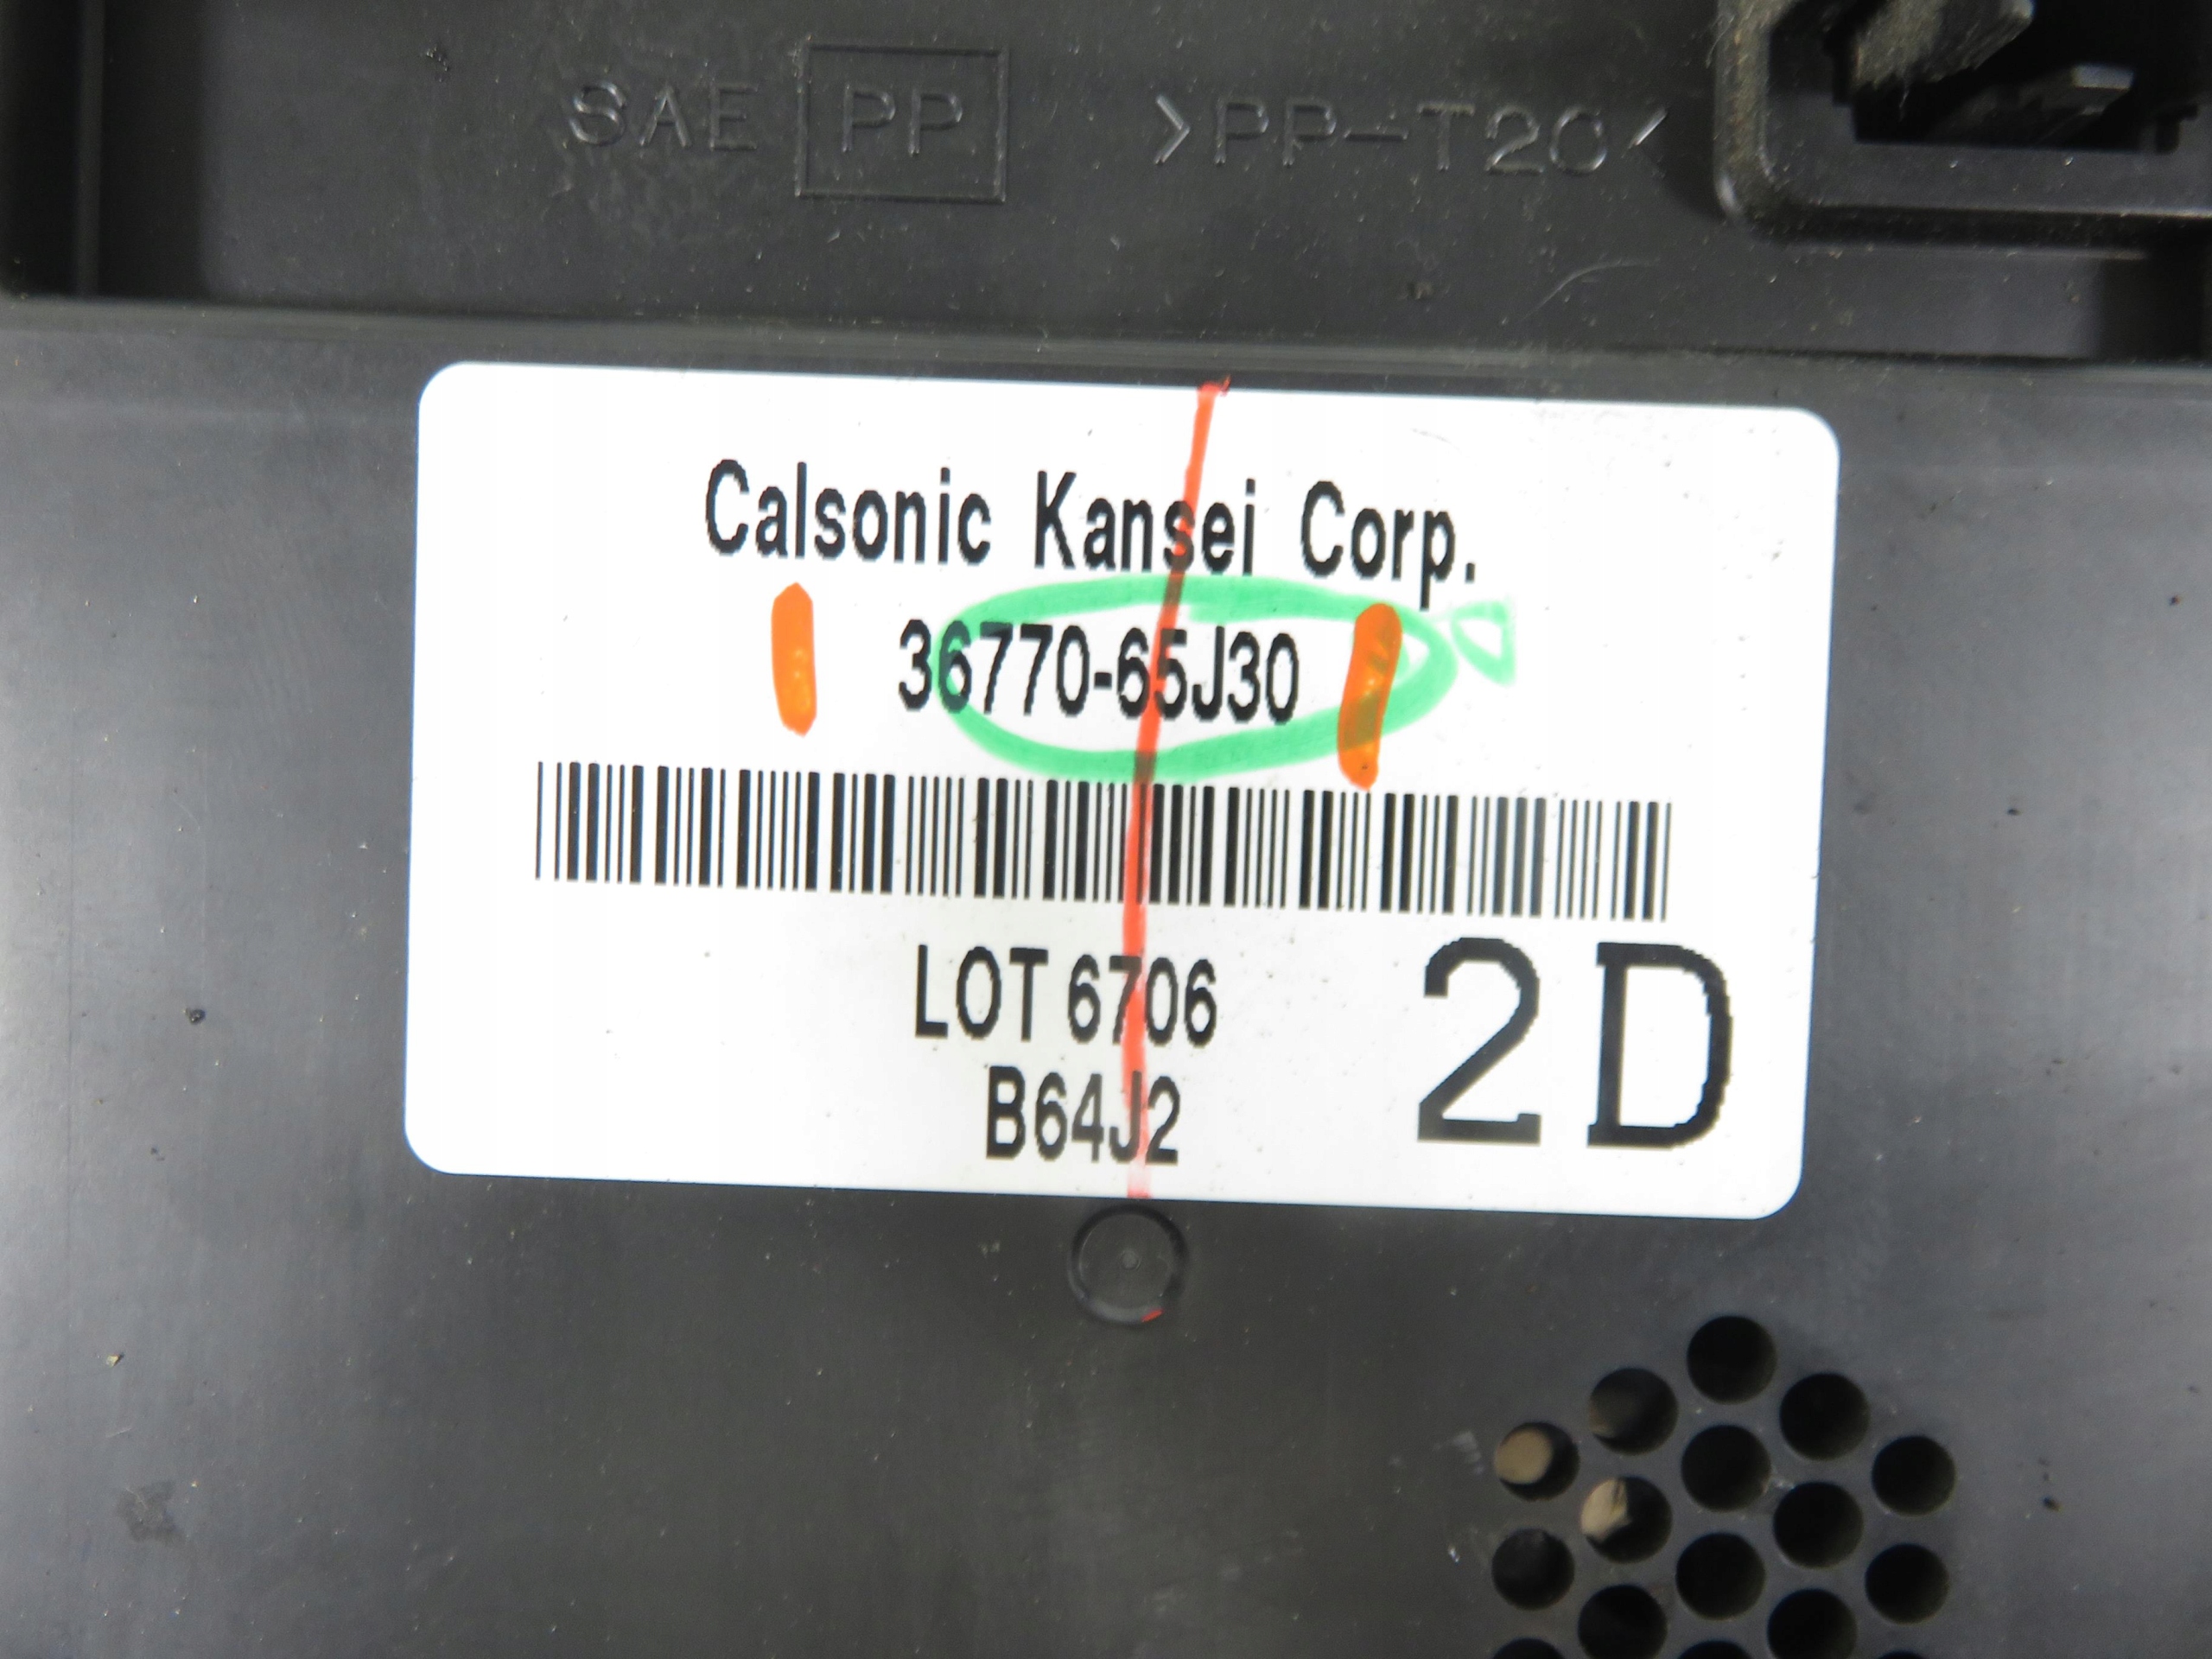 SAE PP >PP-T20<
Calsonic Kansei Corp.
36770-65J30
LOT 6706
B64J2
2D